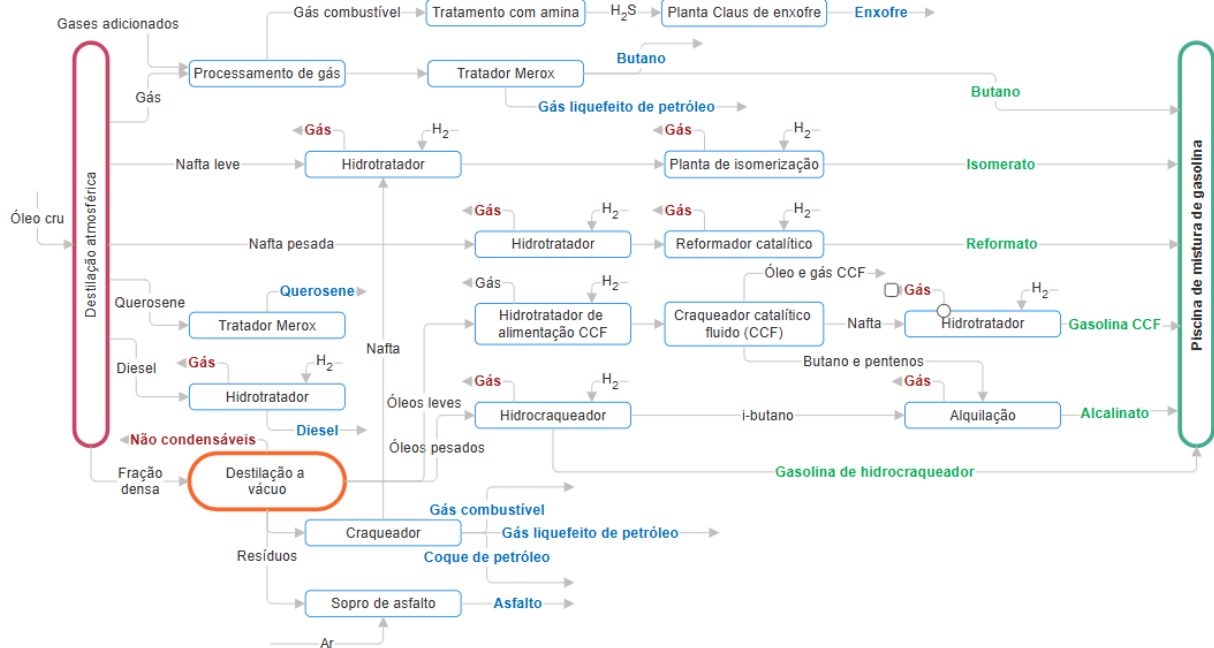 Gás combustível
Tratamento com amina
H2S
Planta Claus de enxofre
Enxofre
Gases adicionados
Processamento de gás
Tratador Merox
Butano
Gás
Gás liquefeito de petróleo
Butano
Gás
H2
Gás
H2
Nafta leve
Hidrotratador
Planta de isomerização
Isomerato
Óleo cru
Destilação atmosférica
Piscina de mistura de gasolina
Gás
H2
Gás
H2
Nafta pesada
Hidrotratador
Reformador catalítico
Reformato
Querosene
Querosene
Tratador Merox
Gás
H2
Óleo e gás CCF
Gás
H2
Hidrotratador de
alimentação CCF
Craqueador catalítico
fluido (CCF)
Nafta
Hidrotratador
Gasolina CCF
Nafta
Butano e pentenos
Diesel
Gás
H2
Hidrotratador
Diesel
Óleos leves
Gás
H2
Hidrocraqueador
i-butano
Gás
Alquilação
Alcalinato
Não condensáveis
Óleos pesados
Fração
densa
Destilação a
vácuo
Gasolina de hidrocraqueador
Gás combustível
Craqueador
Gás liquefeito de petróleo
Resíduos
Coque de petróleo
Sopro de asfalto
Asfalto
Ar